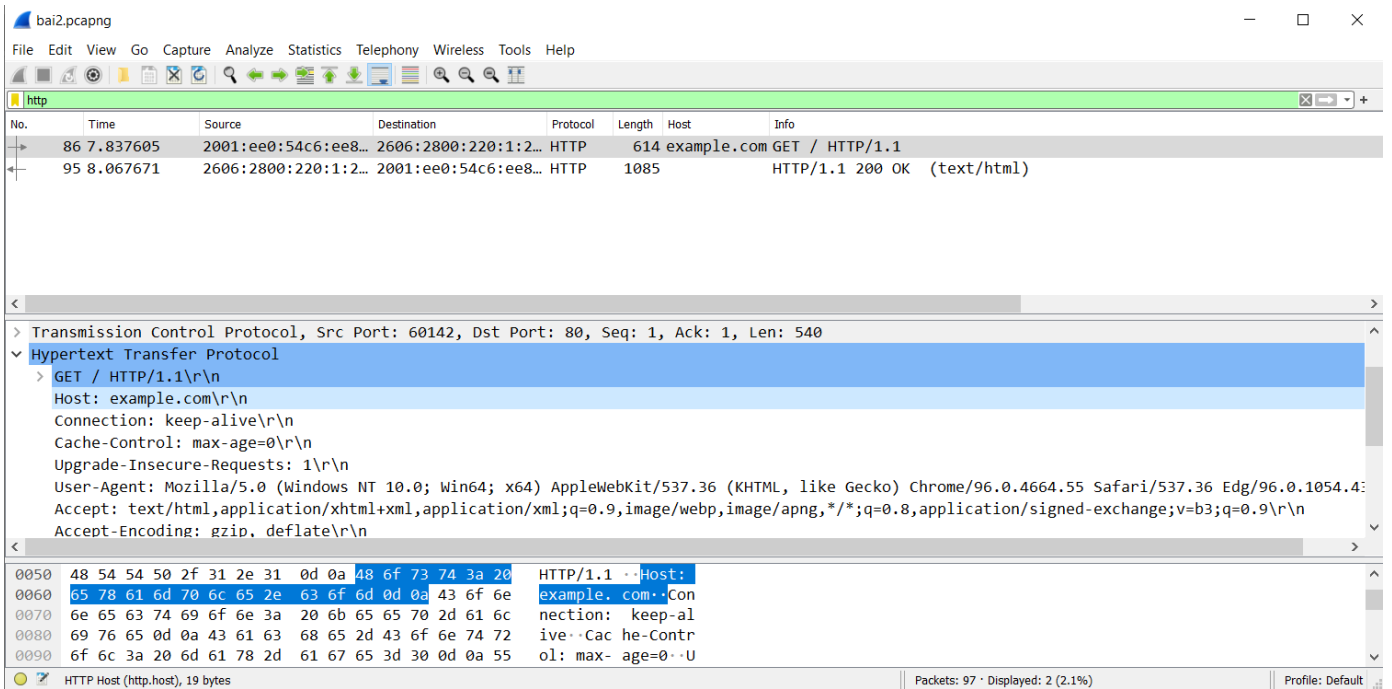 bai2.pcapng
File Edit View Go Capture Analyze Statistics Telephony Wireless Tools Help
http
No. Time Source Destination Protocol Length Host Info
86 7.837605 2001:ee0:54c6:ee8… 2606:2800:220:1:2… HTTP 614 example.com GET / HTTP/1.1
95 8.067671 2606:2800:220:1:2… 2001:ee0:54c6:ee8… HTTP 1085 HTTP/1.1 200 OK (text/html)
Transmission Control Protocol, Src Port: 60142, Dst Port: 80, Seq: 1, Ack: 1, Len: 540
Hypertext Transfer Protocol
GET / HTTP/1.1\r\n
Host: example.com\r\n
Connection: keep-alive\r\n
Cache-Control: max-age=0\r\n
Upgrade-Insecure-Requests: 1\r\n
User-Agent: Mozilla/5.0 (Windows NT 10.0; Win64; x64) AppleWebKit/537.36 (KHTML, like Gecko) Chrome/96.0.4664.55 Safari/537.36 Edg/96.0.1054.43
Accept: text/html,application/xhtml+xml,application/xml;q=0.9,image/webp,image/apng,*/*;q=0.8,application/signed-exchange;v=b3;q=0.9\r\n
Accept-Encoding: gzip, deflate\r\n
0050 48 54 54 50 2f 31 2e 31 0d 0a 48 6f 73 74 3a 20 HTTP/1.1 ··Host:
0060 65 78 61 6d 70 6c 65 2e 63 6f 6d 0d 0a 43 6f 6e example. com··Con
0070 6e 65 63 74 69 6f 6e 3a 20 6b 65 65 70 2d 61 6c nection: keep-al
0080 69 76 65 0d 0a 43 61 63 68 65 2d 43 6f 6e 74 72 ive··Cac he-Contr
0090 6f 6c 3a 20 6d 61 78 2d 61 67 65 3d 30 0d 0a 55 ol: max- age=0··U
HTTP Host (http.host), 19 bytes Packets: 97 · Displayed: 2 (2.1%) Profile: Default